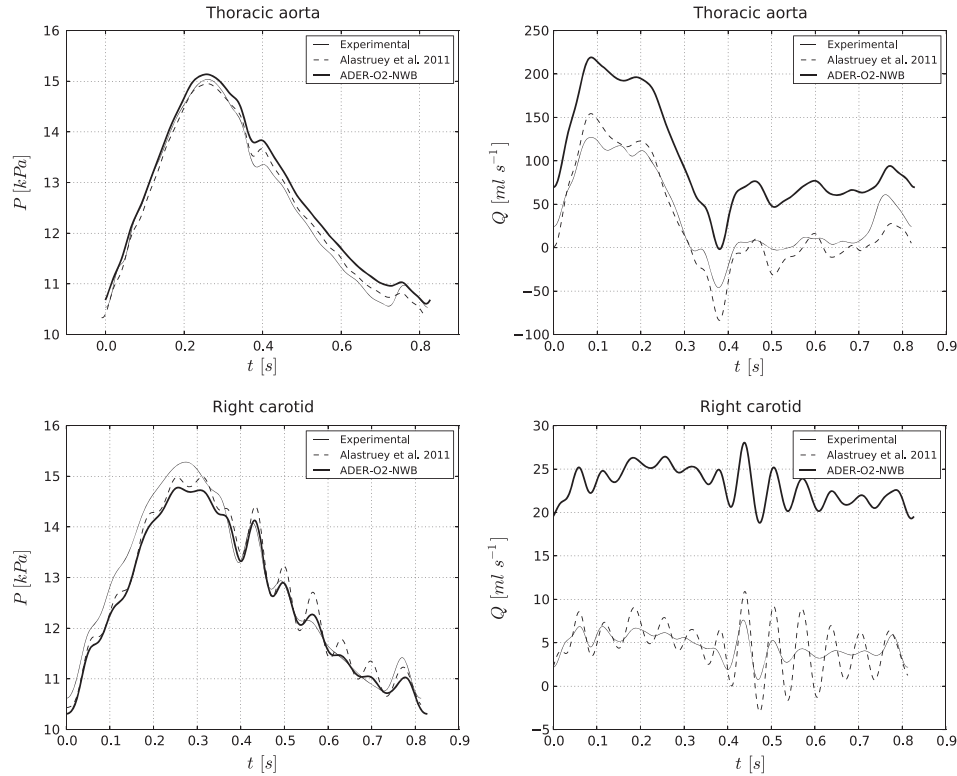 Thoracic aorta
16
15
14
13
12
11
10
P [kPa]
0.0 0.2 0.4 0.6 0.8
t [s]
Experimental
Alastruey et al. 2011
ADER-O2-NWB
Thoracic aorta
250
200
150
100
50
0
−50
−100
Q [ml s⁻¹]
0.0 0.1 0.2 0.3 0.4 0.5 0.6 0.7 0.8 0.9
t [s]
Experimental
Alastruey et al. 2011
ADER-O2-NWB
Right carotid
16
15
14
13
12
11
10
P [kPa]
0.0 0.1 0.2 0.3 0.4 0.5 0.6 0.7 0.8 0.9
t [s]
Experimental
Alastruey et al. 2011
ADER-O2-NWB
Right carotid
30
25
20
15
10
5
0
−5
Q [ml s⁻¹]
0.0 0.1 0.2 0.3 0.4 0.5 0.6 0.7 0.8 0.9
t [s]
Experimental
Alastruey et al. 2011
ADER-O2-NWB